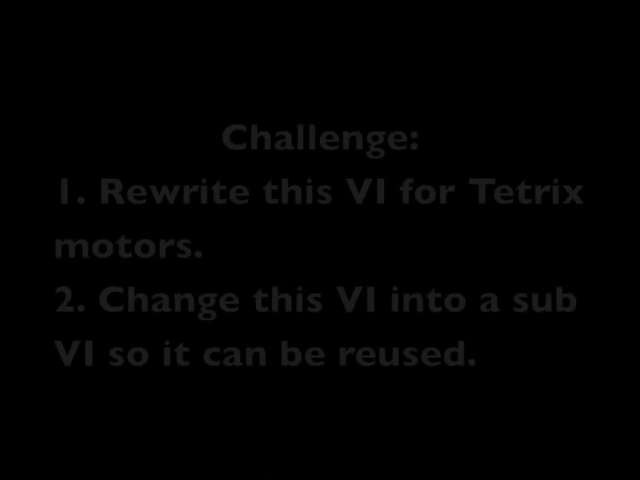 Challenge:
1. Rewrite this VI for Tetrix
motors.
2. Change this VI into a sub
VI so it can be reused.